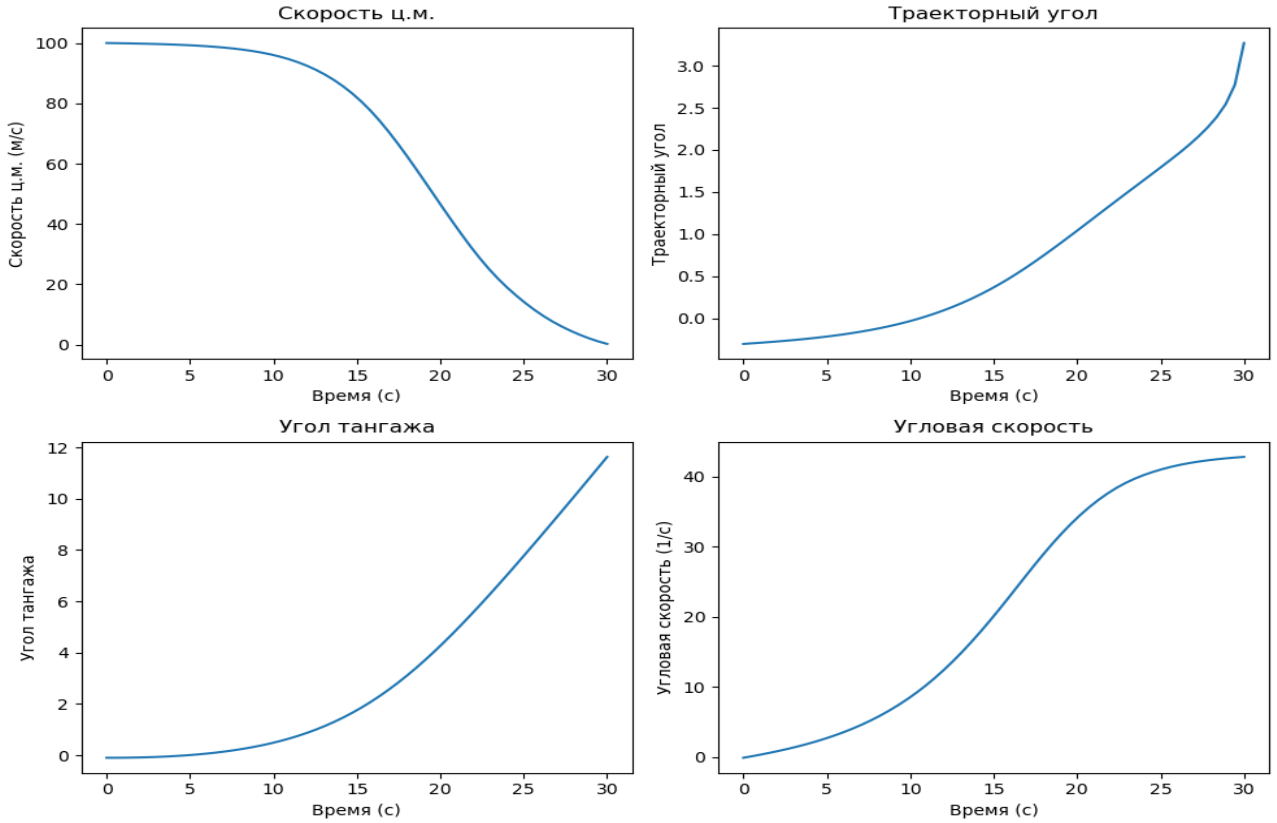 Скорость ц.м.
Скорость ц.м. (м/с)
100
80
60
40
20
0
0 5 10 15 20 25 30
Время (с)
Траекторный угол
Траекторный угол
3.0
2.5
2.0
1.5
1.0
0.5
0.0
0 5 10 15 20 25 30
Время (с)
Угол тангажа
Угол тангажа
12
10
8
6
4
2
0
0 5 10 15 20 25 30
Время (с)
Угловая скорость
Угловая скорость (1/с)
40
30
20
10
0
0 5 10 15 20 25 30
Время (с)